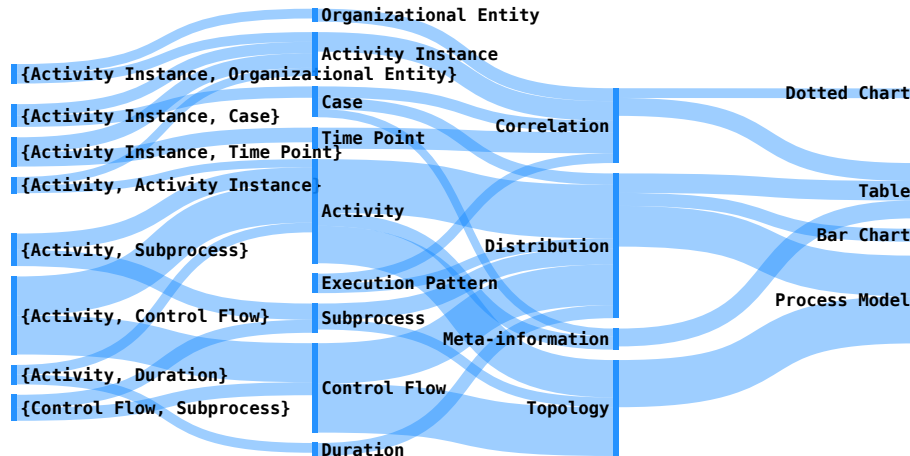 {Activity Instance, Organizational Entity}
{Activity Instance, Case}
{Activity Instance, Time Point}
{Activity, Activity Instance}
{Activity, Subprocess}
{Activity, Control Flow}
{Activity, Duration}
{Control Flow, Subprocess}
Organizational Entity
Activity Instance
Case
Time Point
Activity
Execution Pattern
Subprocess
Control Flow
Duration
Correlation
Distribution
Meta-information
Topology
Dotted Chart
Table
Bar Chart
Process Model